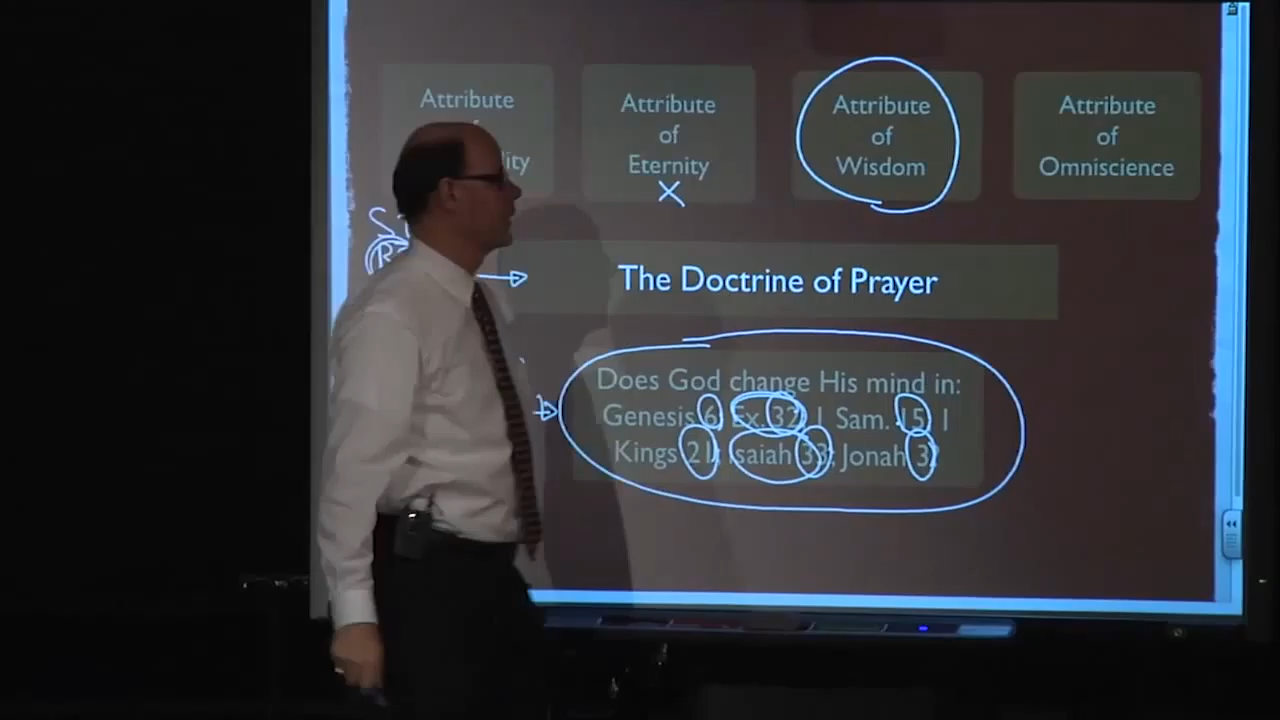 Attribute
Attribute
of
Eternity
X
Attribute
of
Wisdom
Attribute
of
Omniscience
The Doctrine of Prayer
Does God change His mind in:
Genesis 6; Ex. 32; 1 Sam. 15; 1
Kings 21; Isaiah 33; Jonah 3?